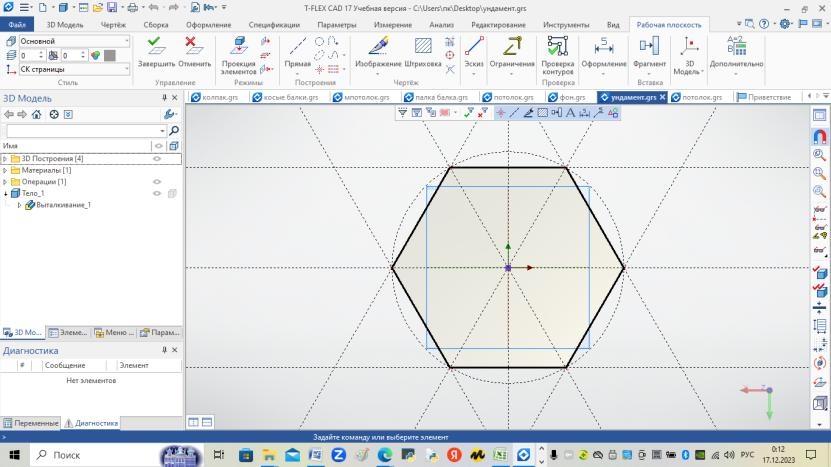 T-FLEX CAD 17 Учебная версия - C:\Users\пк\Desktop\ундамент.grs
Файл 3D Модель Чертёж Сборка Оформление Спецификации Параметры Измерение Анализ Редактирование Инструменты Вид Рабочая плоскость
Основной
0 0
СК страницы
Стиль
Завершить Отменить
Управление
Проекция элементов
Режимы
Прямая
Построения
Изображение Штриховка
Чертёж
Эскиз
Ограничения
Проверка контуров
Проверка
Оформление
Фрагмент
Вставка
3D Модель
Дополнительно
3D Модель
колпак.grs косые балки.grs мпотолок.grs палка балка.grs потолок.grs фон.grs ундамент.grs потолок.grs Приветствие
Имя
3D Построения [4]
Материалы [1]
Операции [1]
Тело_1
Выталкивание_1
3D Мо... Элеме... Меню ... Парам...
Диагностика
# Сообщение Элемент
Нет элементов
Переменные Диагностика
> Задайте команду или выберите элемент
Поиск
РУС
0:12
17.12.2023